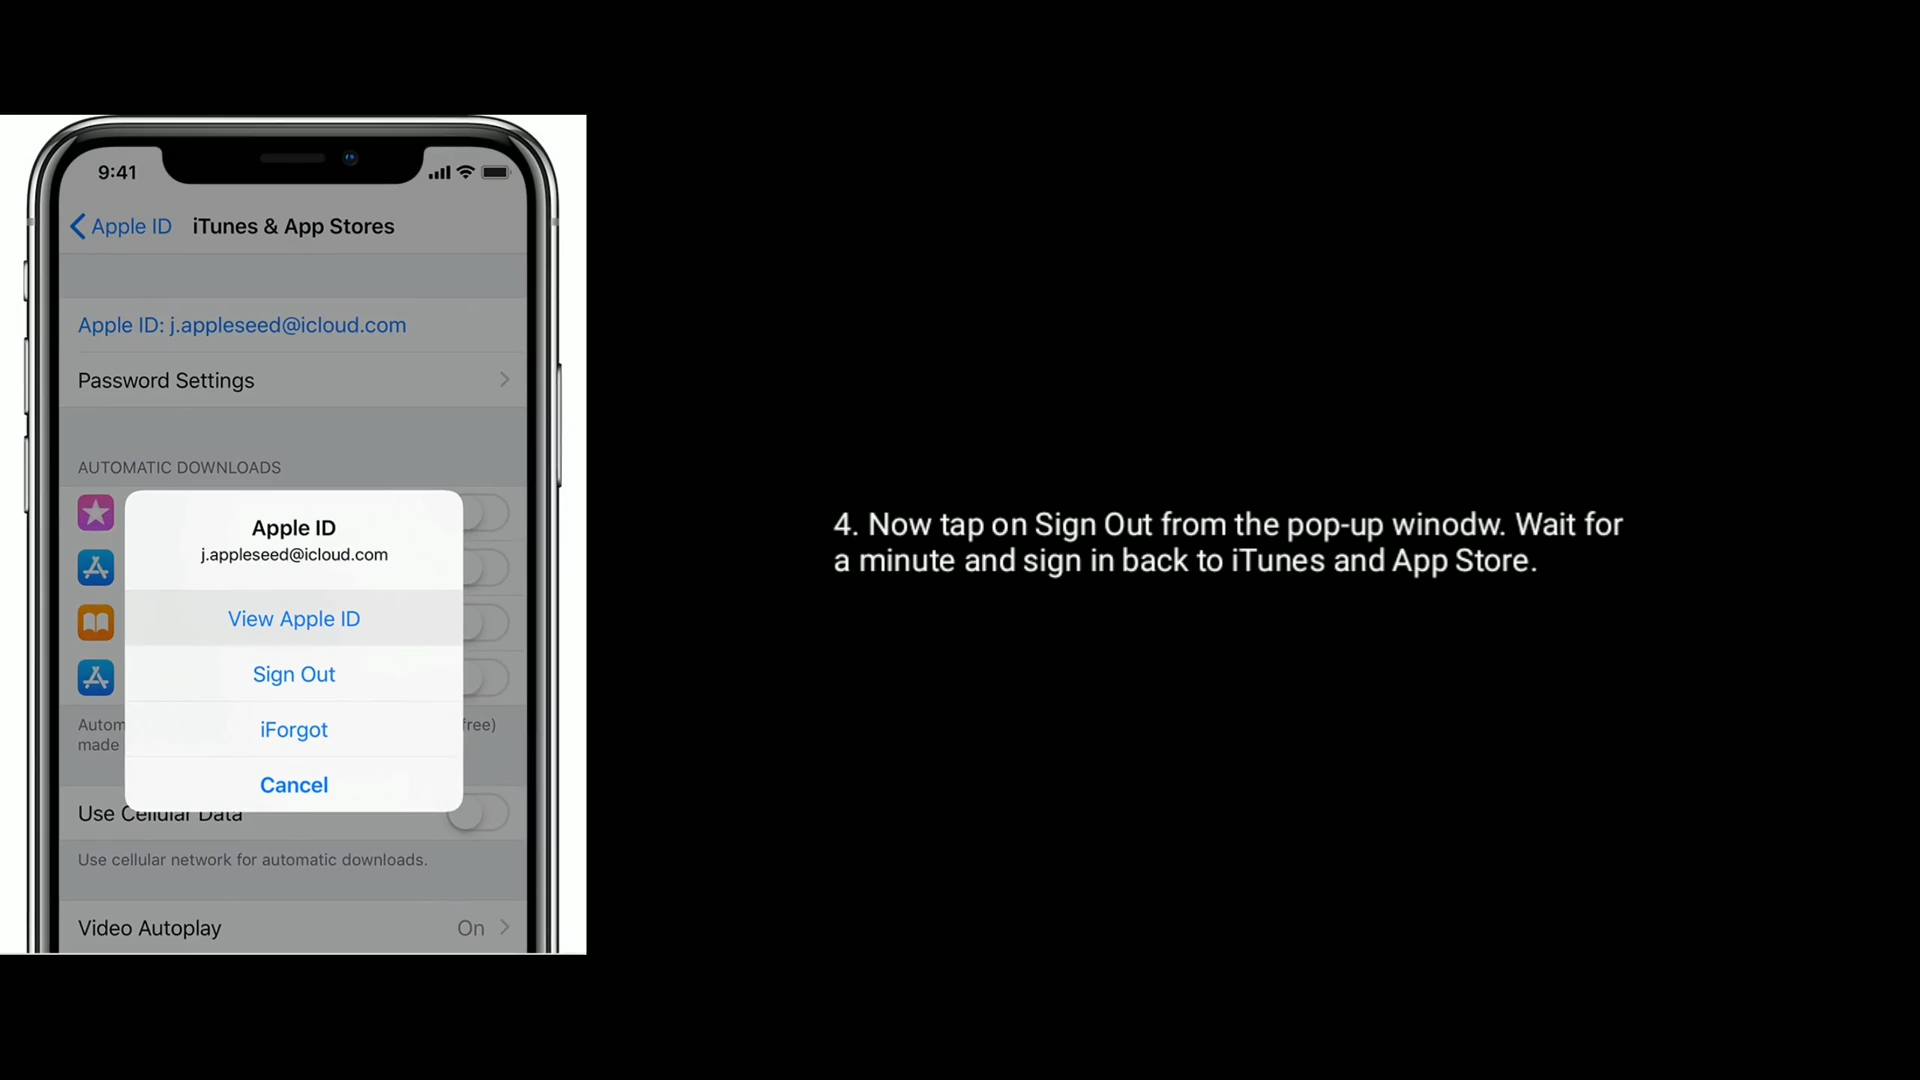 9:41
Apple ID
iTunes & App Stores
Apple ID: j.appleseed@icloud.com
Password Settings
AUTOMATIC DOWNLOADS
Apple ID
j.appleseed@icloud.com
View Apple ID
Sign Out
iForgot
Cancel
Autom free)
made
Use Cellular Data
Use cellular network for automatic downloads.
Video Autoplay On
4. Now tap on Sign Out from the pop-up winodw. Wait for
a minute and sign in back to iTunes and App Store.